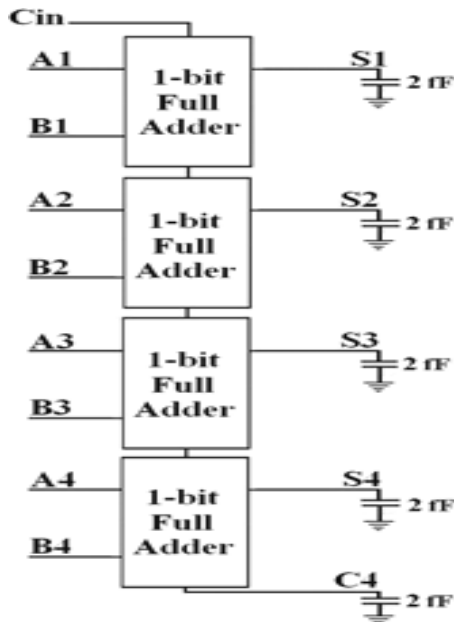 Cin
A1
1-bit
Full
Adder
S1
2 fF
B1
A2
1-bit
Full
Adder
S2
2 fF
B2
A3
1-bit
Full
Adder
S3
2 fF
B3
A4
1-bit
Full
Adder
S4
2 fF
B4
C4
2 fF